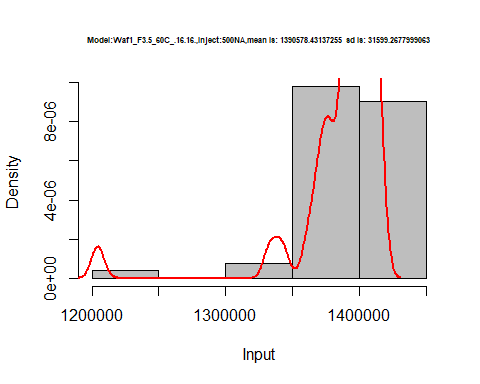 Model:Waf1_F3.5_60C_.16.16.,Inject:500NA,mean is: 1390578.43137255 sd is: 31599.2677999063
Density
8e-06
4e-06
0e+00
1200000 1300000 1400000
Input